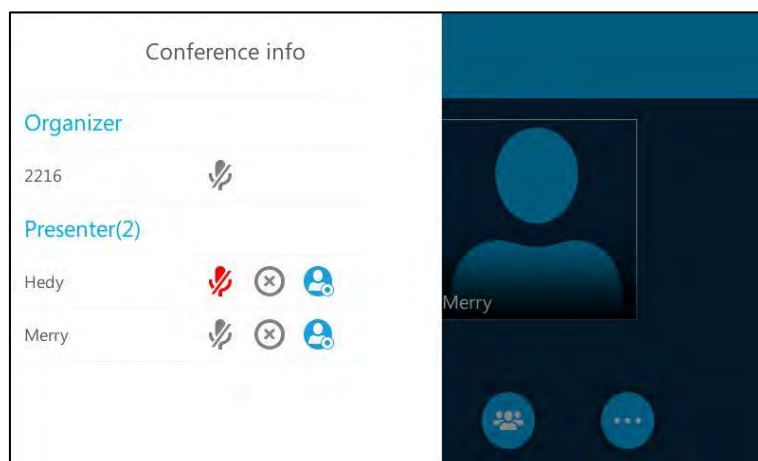 Conference info
Organizer
2216
Presenter(2)
Hedy
Merry
Merry